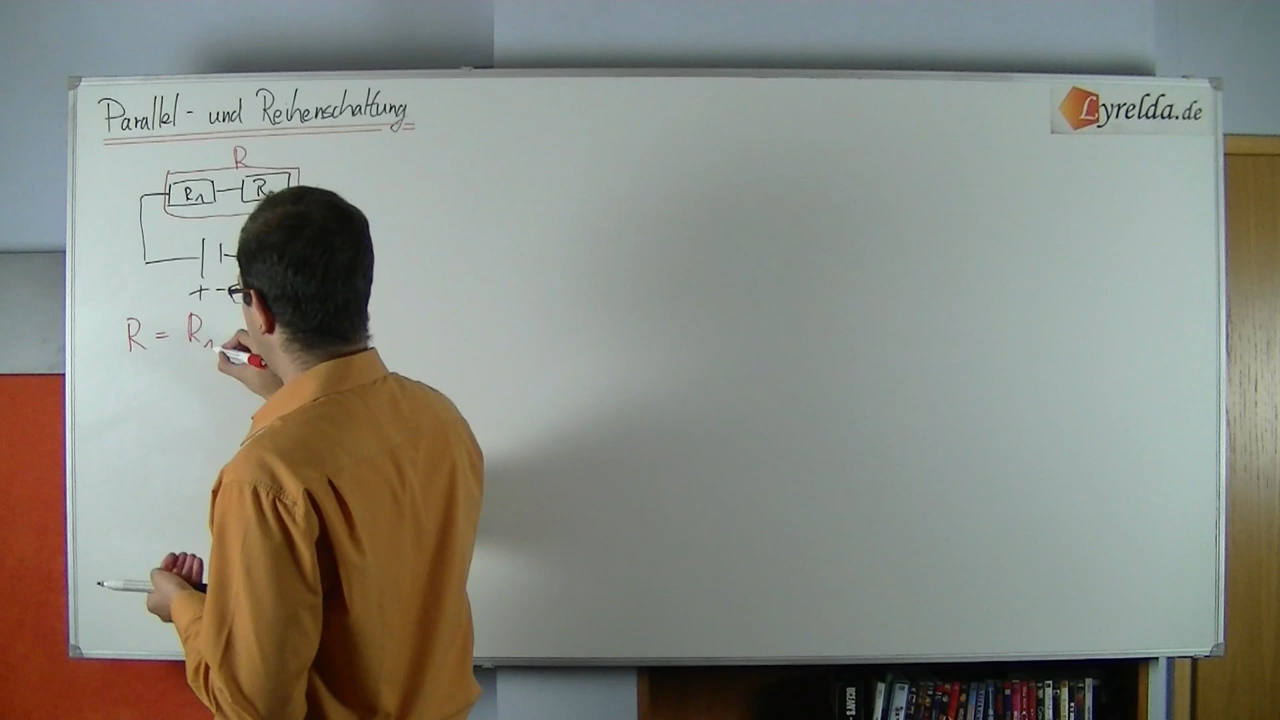 Parallel- und Reihenschaltung
Lyrelda.de
R
R1
+ -
R = R1